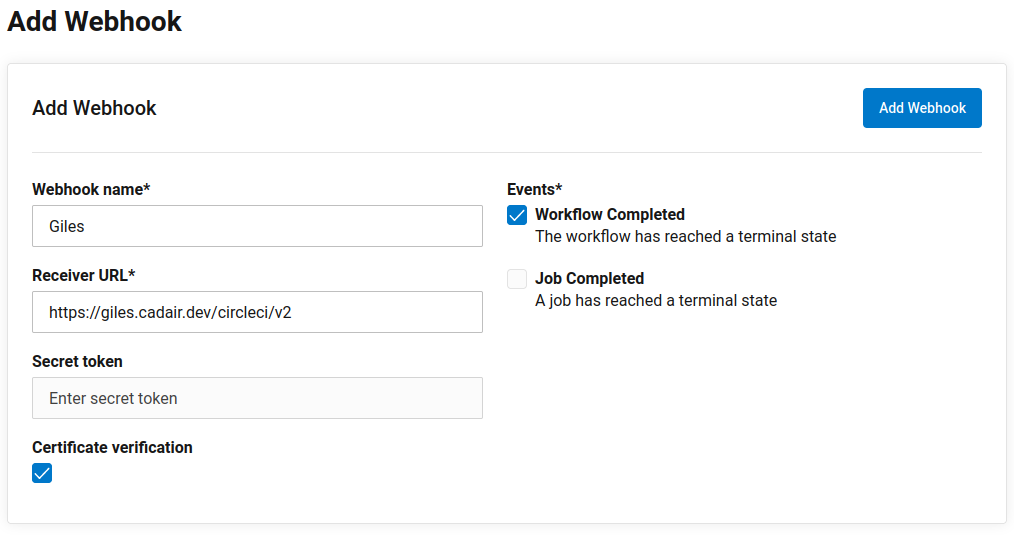 Add Webhook
Add Webhook
Add Webhook
Webhook name*
Giles
Receiver URL*
https://giles.cadair.dev/circleci/v2
Secret token
Enter secret token
Certificate verification
Events*
Workflow Completed
The workflow has reached a terminal state
Job Completed
A job has reached a terminal state